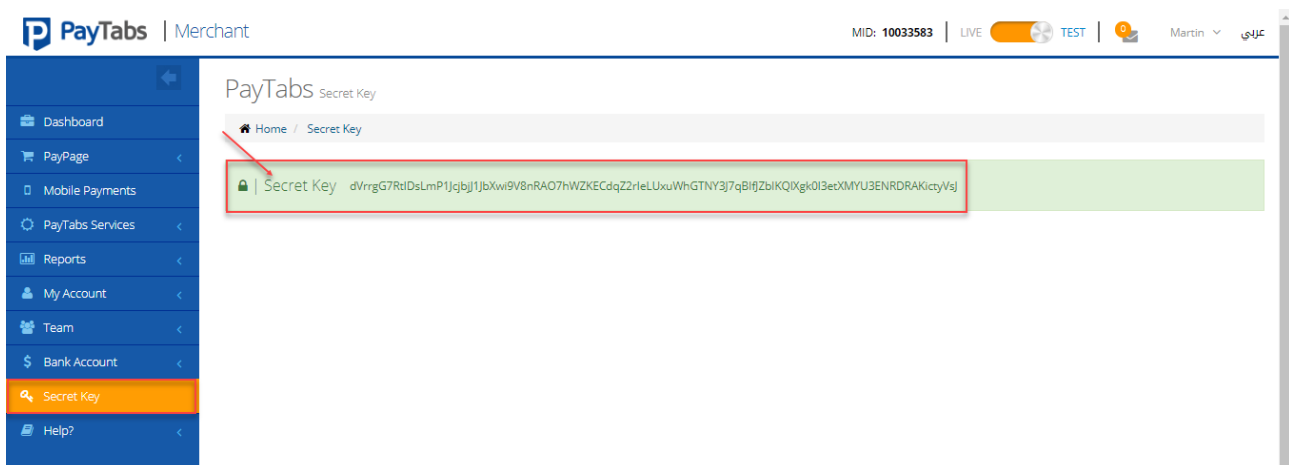 PayTabs | Merchant
MID: 10033583 | LIVE TEST | 0 Martin عربي
PayTabs Secret Key
Home / Secret Key
Secret Key
Dashboard
PayPage
Mobile Payments
PayTabs Services
Reports
My Account
Team
Bank Account
Secret Key
Help?